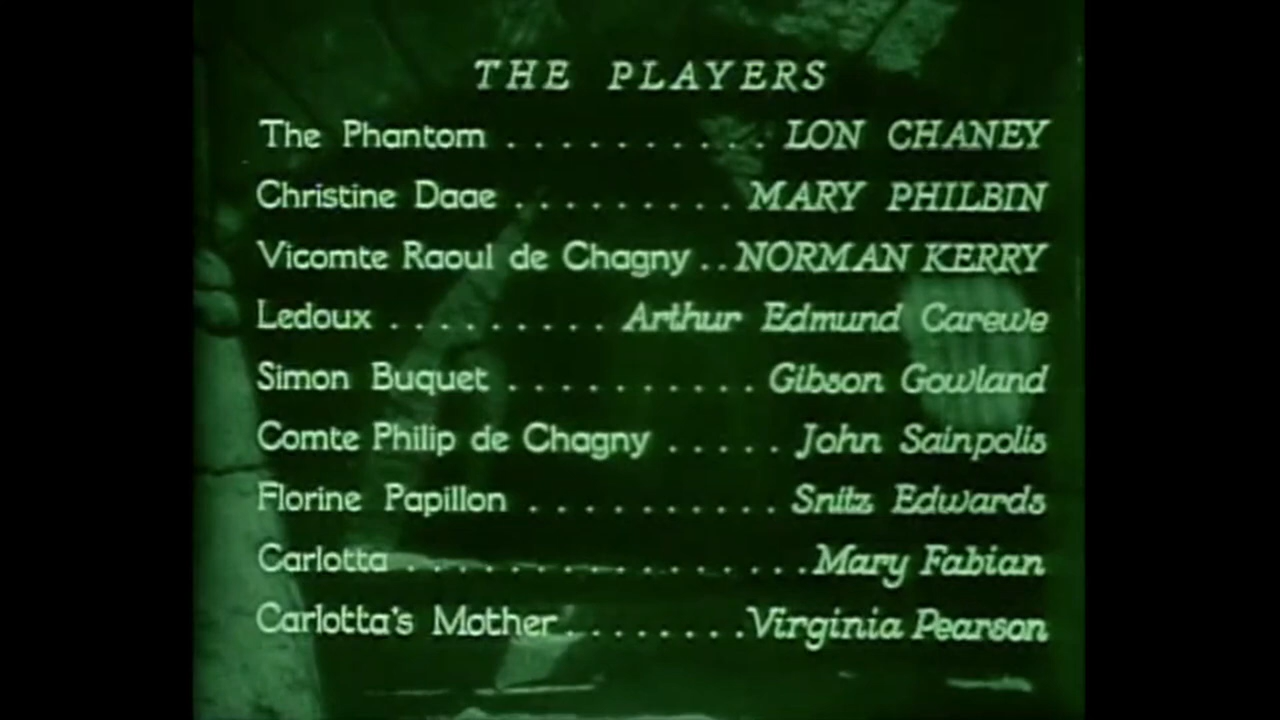 THE PLAYERS
The Phantom . . . . . . . . . . LON CHANEY
Christine Daae . . . . . . . . . MARY PHILBIN
Vicomte Raoul de Chagny . . NORMAN KERRY
Ledoux . . . . . . . . . Arthur Edmund Carewe
Simon Buquet . . . . . . . . . . Gibson Gowland
Comte Philip de Chagny . . . . . John Sainpolis
Florine Papillon . . . . . . . . . . Snitz Edwards
Carlotta . . . . . . . . . . . . . . . . Mary Fabian
Carlotta's Mother . . . . . . . . Virginia Pearson